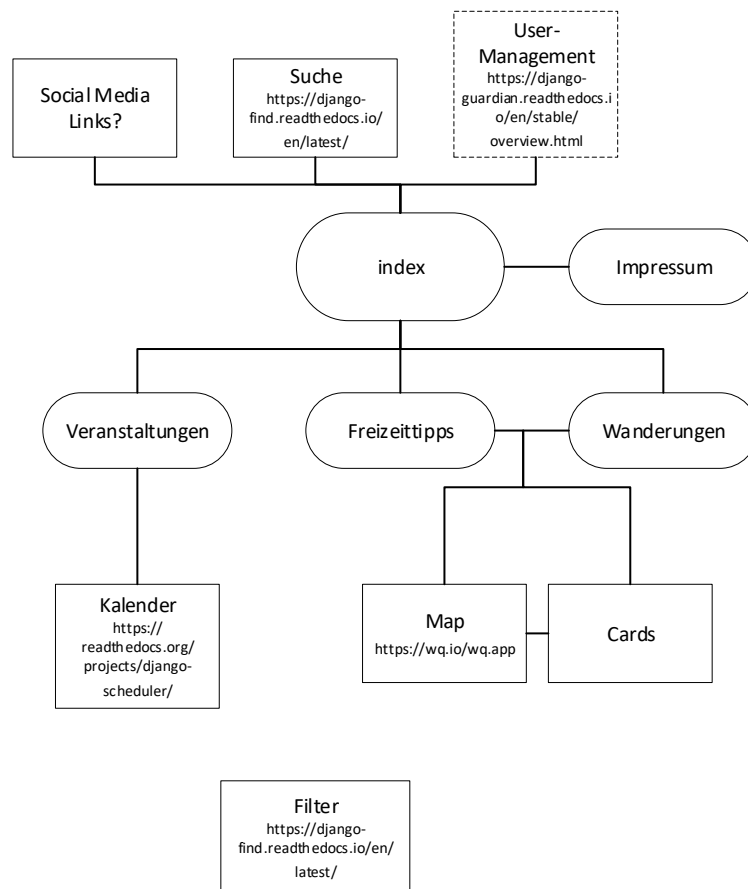 Social Media
Links?
Suche
https://django-
find.readthedocs.io/
en/latest/
User-
Management
https://django-
guardian.readthedocs.i
o/en/stable/
overview.html
index
Impressum
Veranstaltungen
Freizeittipps
Wanderungen
Kalender
https://
readthedocs.org/
projects/django-
scheduler/
Map
https://wq.io/wq.app
Cards
Filter
https://django-
find.readthedocs.io/en/
latest/